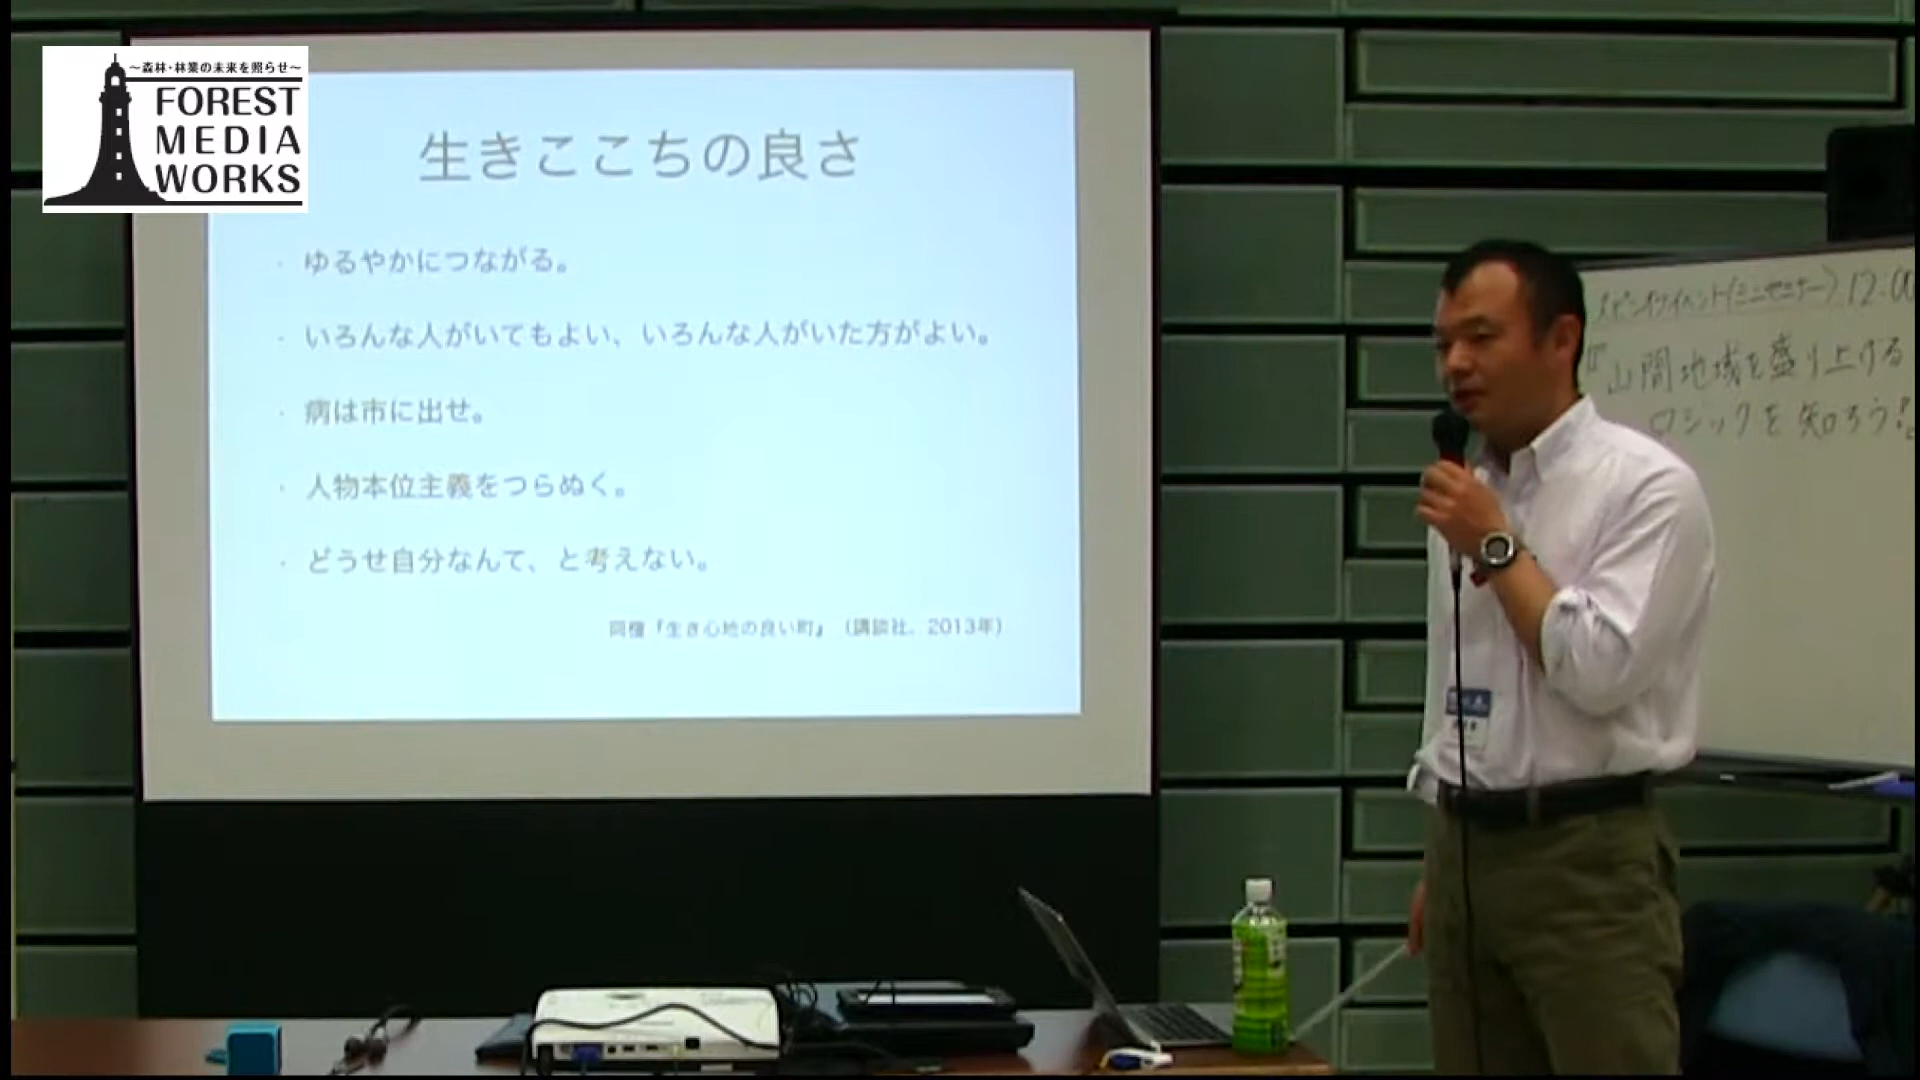 ～森林・林業の未来を照らせ～
FOREST
MEDIA
WORKS
生きここちの良さ
・ゆるやかにつながる。
・いろんな人がいてもよい、いろんな人がいた方がよい。
・病は市に出せ。
・人物本位主義をつらぬく。
・どうせ自分なんて、と考えない。
岡檀『生き心地の良い町』（講談社、2013年）
12:00
『山間地域を盛り上げる
ロジックを知ろう!』